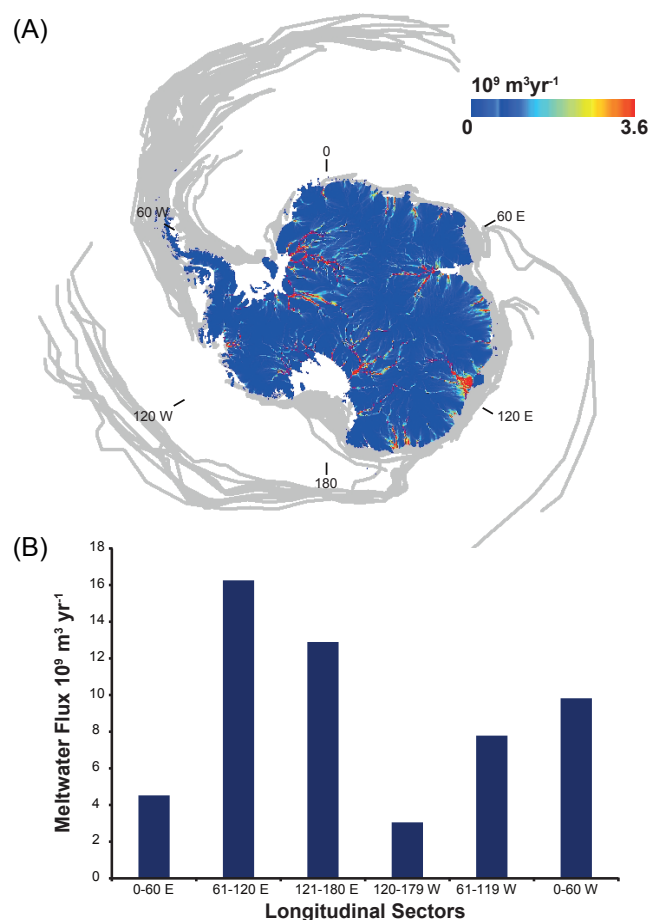 (A)
10⁹ m³yr⁻¹
0 3.6
0
60 W
60 E
120 W
120 E
180
(B)
Meltwater Flux 10⁹ m³ yr⁻¹
18
16
14
12
10
8
6
4
2
0
0-60 E 61-120 E 121-180 E 120-179 W 61-119 W 0-60 W
Longitudinal Sectors